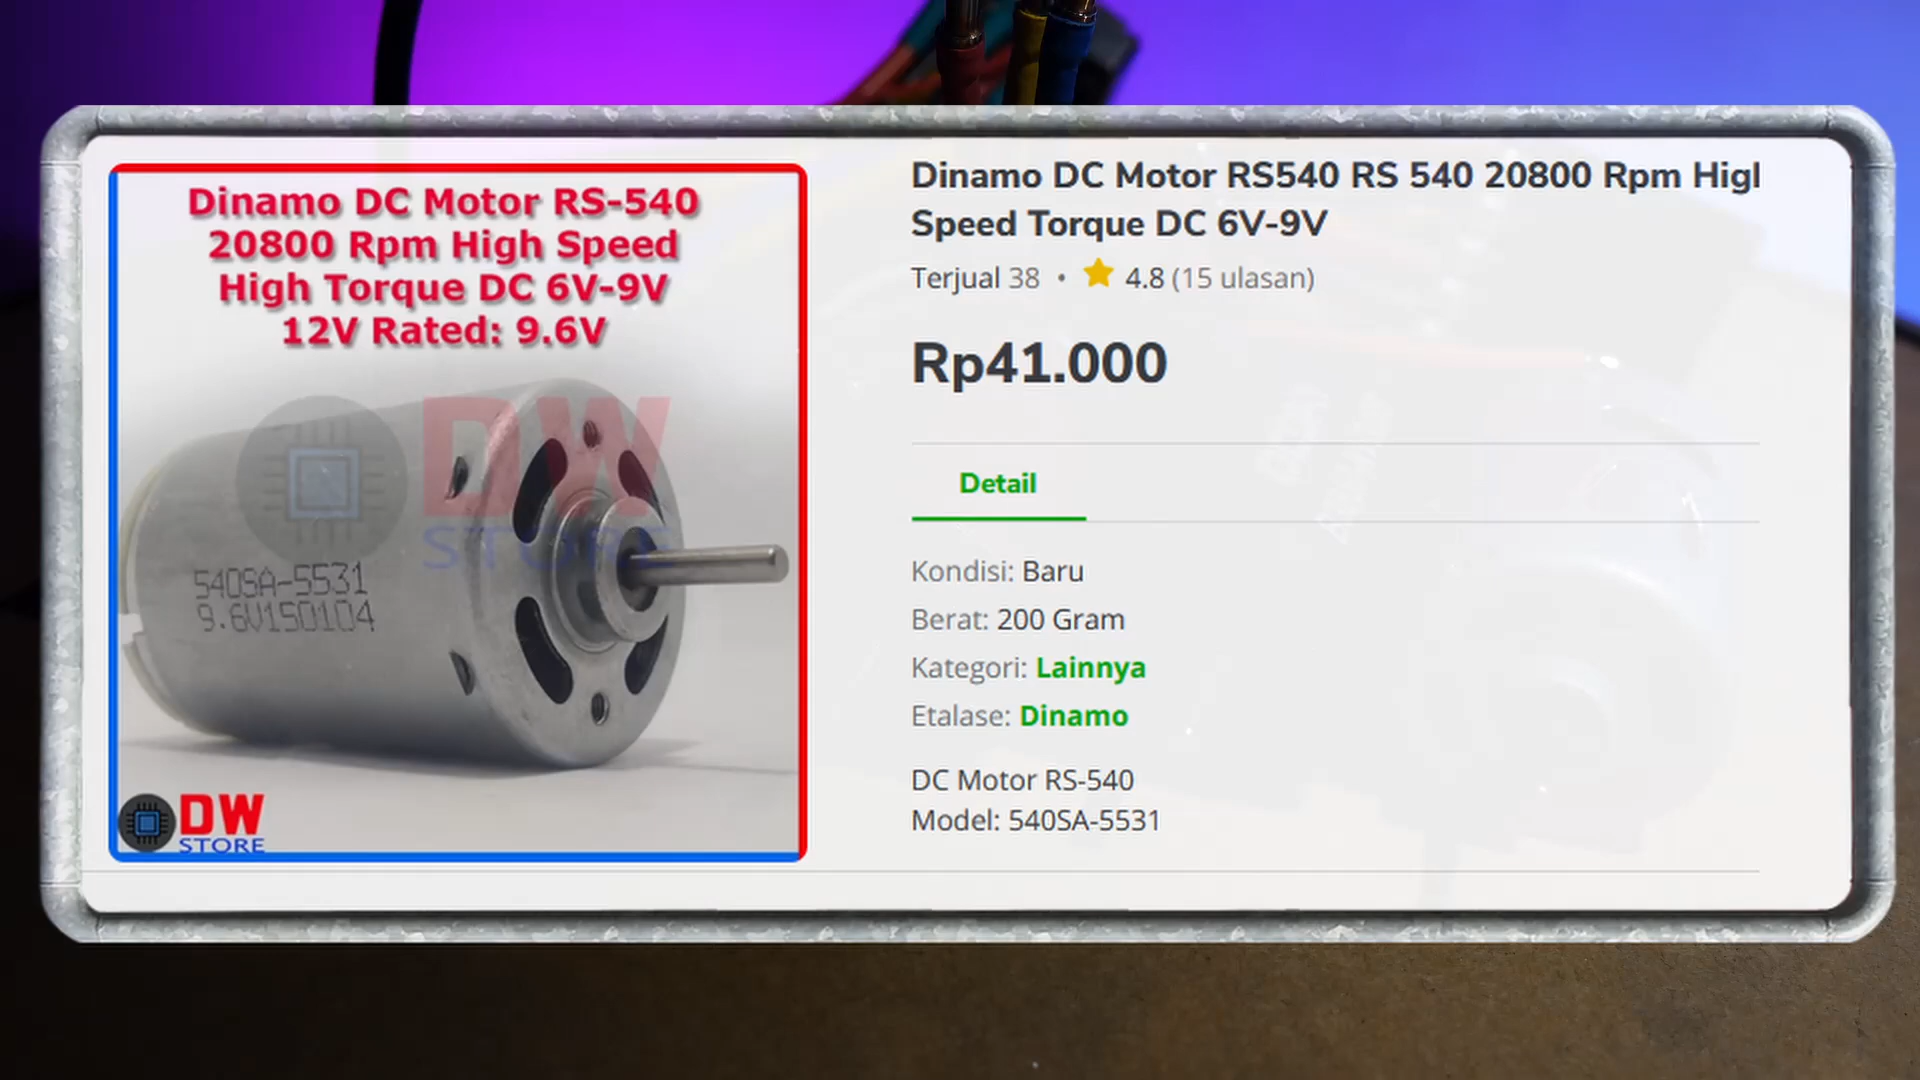 Dinamo DC Motor RS-540
20800 Rpm High Speed
High Torque DC 6V-9V
12V Rated: 9.6V
DW
STORE
540SA-5531
9.6V150104
DW
STORE
Dinamo DC Motor RS540 RS 540 20800 Rpm Higl
Speed Torque DC 6V-9V
Terjual 38 • 4.8 (15 ulasan)
Rp41.000
Detail
Kondisi: Baru
Berat: 200 Gram
Kategori: Lainnya
Etalase: Dinamo
DC Motor RS-540
Model: 540SA-5531